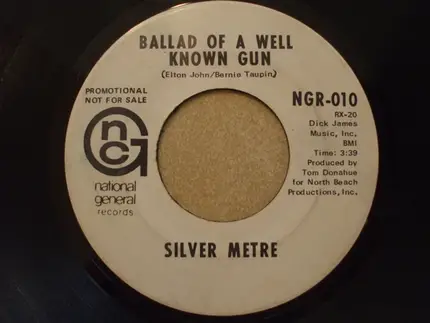 BALLAD OF A WELL
KNOWN GUN
(Elton John/Bernie Taupin)
PROMOTIONAL
NOT FOR SALE
ncG
national
general
records
NGR-010
RX-20
Dick James
Music, Inc.
BMI
Time: 3:39
Produced by
Tom Donahue
for North Beach
Productions, Inc.
SILVER METRE